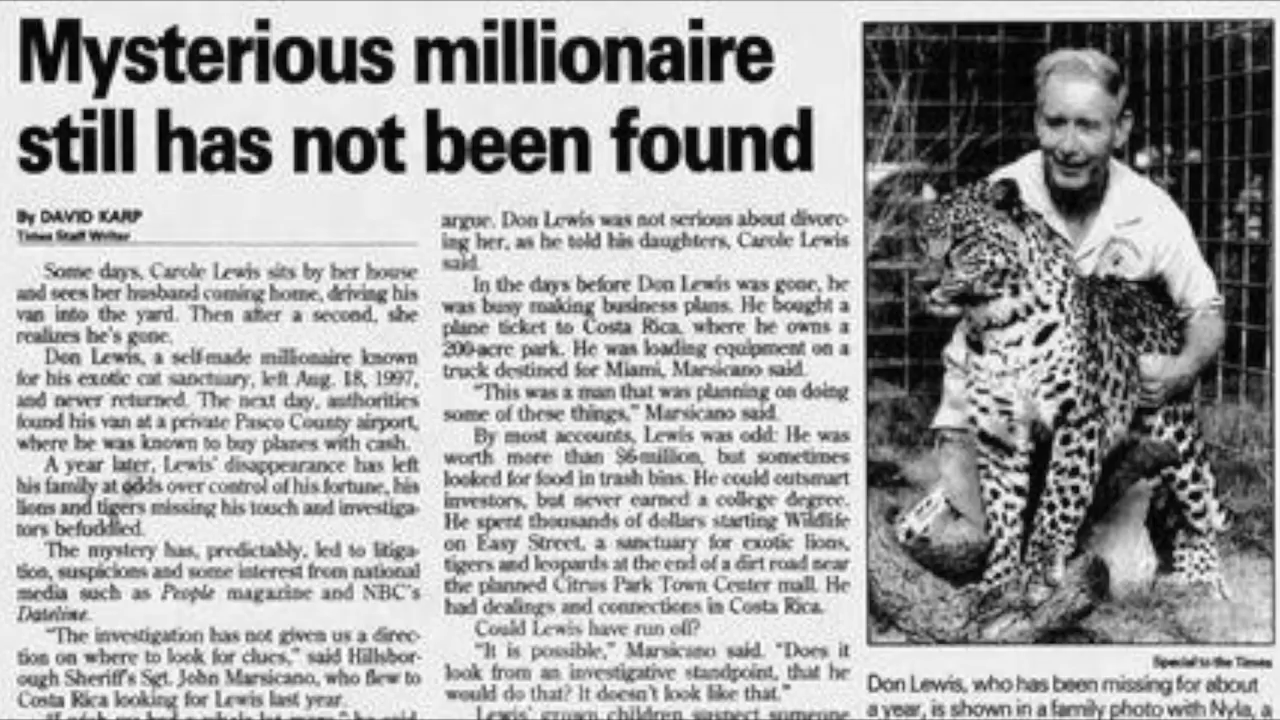 Mysterious millionaire
still has not been found
By DAVID KARP
Times Staff Writer
Some days, Carole Lewis sits by her house
and sees her husband coming home, driving his
van into the yard. Then after a second, she
realizes he's gone.
Don Lewis, a self-made millionaire known
for his exotic cat sanctuary, left Aug. 18, 1997,
and never returned. The next day, authorities
found his van at a private Pasco County airport,
where he was known to buy planes with cash.
A year later, Lewis' disappearance has left
his family at odds over control of his fortune, his
lions and tigers missing his touch and investiga-
tors befuddled.
The mystery has, predictably, led to litiga-
tion, suspicions and some interest from national
media such as People magazine and NBC's
Dateline.
"The investigation has not given us a direc-
tion on where to look for clues," said Hillsbor-
ough Sheriff's Sgt. John Marsicano, who flew to
Costa Rica looking for Lewis last year.
argue. Don Lewis was not serious about divorc-
ing her, as he told his daughters, Carole Lewis
said.
In the days before Don Lewis was gone, he
was busy making business plans. He bought a
plane ticket to Costa Rica, where he owns a
200-acre park. He was loading equipment on a
truck destined for Miami, Marsicano said.
"This was a man that was planning on doing
some of these things," Marsicano said.
By most accounts, Lewis was odd: He was
worth more than $6-million, but sometimes
looked for food in trash bins. He could outsmart
investors, but never earned a college degree.
He spent thousands of dollars starting Wildlife
on Easy Street, a sanctuary for exotic lions,
tigers and leopards at the end of a dirt road near
the planned Citrus Park Town Center mall. He
had dealings and connections in Costa Rica.
Could Lewis have run off?
"It is possible," Marsicano said. "Does it
look from an investigative standpoint, that he
would do that? It doesn't look like that."
Lewis' grown children suspect someone
Special to the Times
Don Lewis, who has been missing for about
a year, is shown in a family photo with Nyla, a